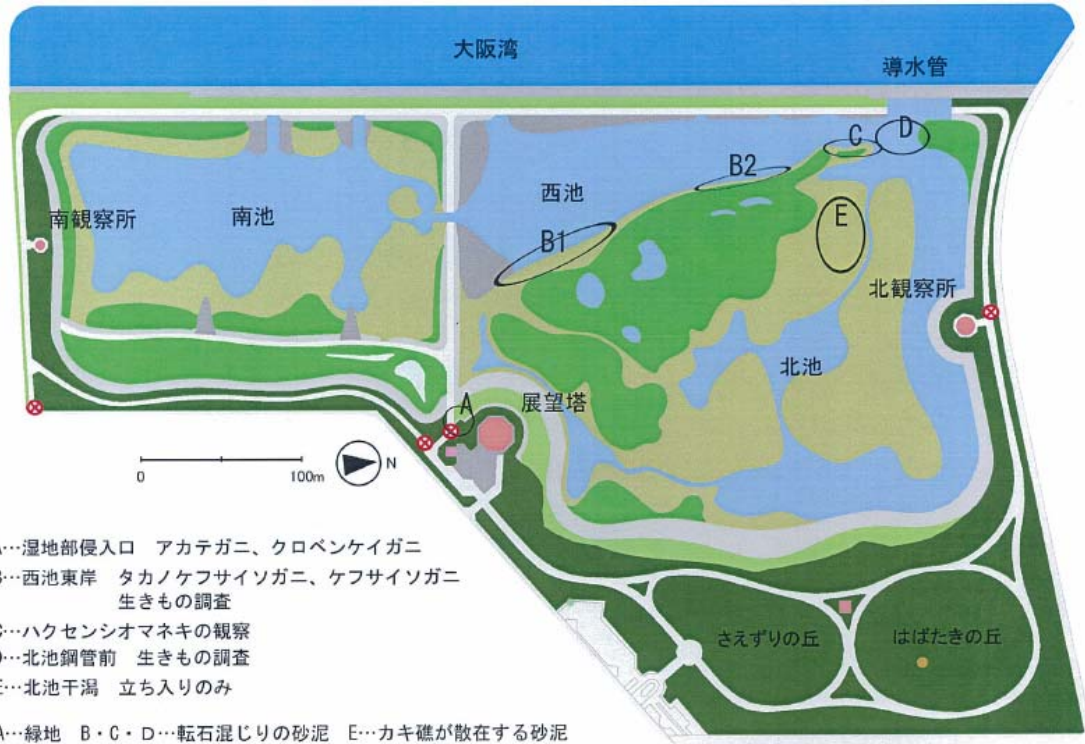 大阪湾
導水管
C
D
B2
西池
南観察所
南池
B1
E
北観察所
北池
A
展望塔
N
0
100m
A…湿地部侵入口 アカテガニ、クロベンケイガニ
B…西池東岸 タカノケフサイソガニ、ケフサイソガニ
生きもの調査
C…ハクセンシオマネキの観察
D…北池鋼管前 生きもの調査
E…北池干潟 立ち入りのみ
さえずりの丘
はばたきの丘
A…緑地 B・C・D…転石混じりの砂泥 E…カキ礁が散在する砂泥